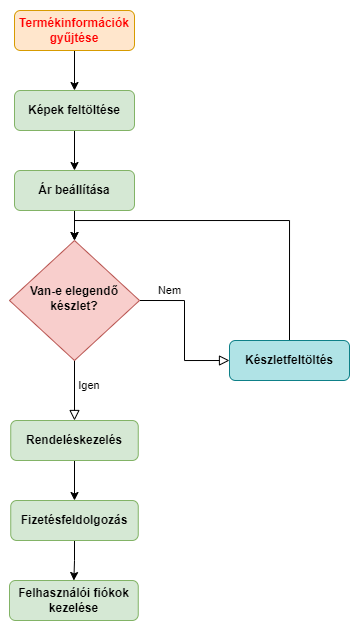 Termékinformációk
gyűjtése
Képek feltöltése
Ár beállítása
Van-e elegendő
készlet?
Nem
Készletfeltöltés
Igen
Rendeléskezelés
Fizetésfeldolgozás
Felhasználói fiókok
kezelése